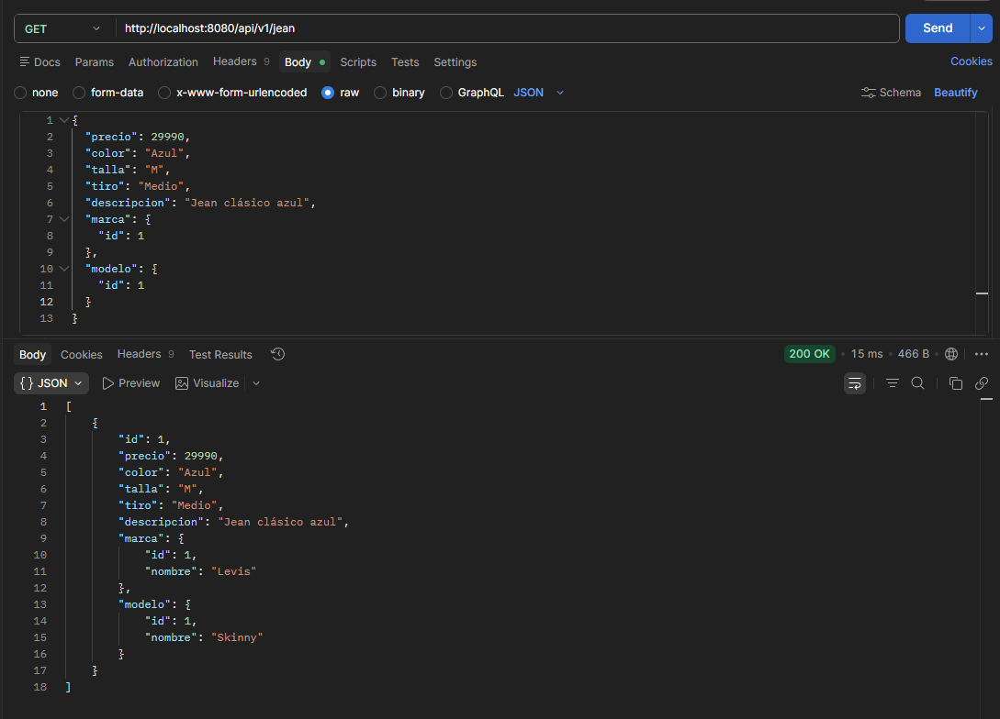 GET http://localhost:8080/api/v1/jean Send
Docs Params Authorization Headers 9 Body Scripts Tests Settings Cookies
none form-data x-www-form-urlencoded raw binary GraphQL JSON Schema Beautify
1 {
2 "precio": 29990,
3 "color": "Azul",
4 "talla": "M",
5 "tiro": "Medio",
6 "descripcion": "Jean clásico azul",
7 "marca": {
8 "id": 1
9 },
10 "modelo": {
11 "id": 1
12 }
13 }
Body Cookies Headers 9 Test Results 200 OK • 15 ms • 466 B •
{} JSON Preview Visualize
1 [
2 {
3 "id": 1,
4 "precio": 29990,
5 "color": "Azul",
6 "talla": "M",
7 "tiro": "Medio",
8 "descripcion": "Jean clásico azul",
9 "marca": {
10 "id": 1,
11 "nombre": "Levis"
12 },
13 "modelo": {
14 "id": 1,
15 "nombre": "Skinny"
16 }
17 }
18 ]